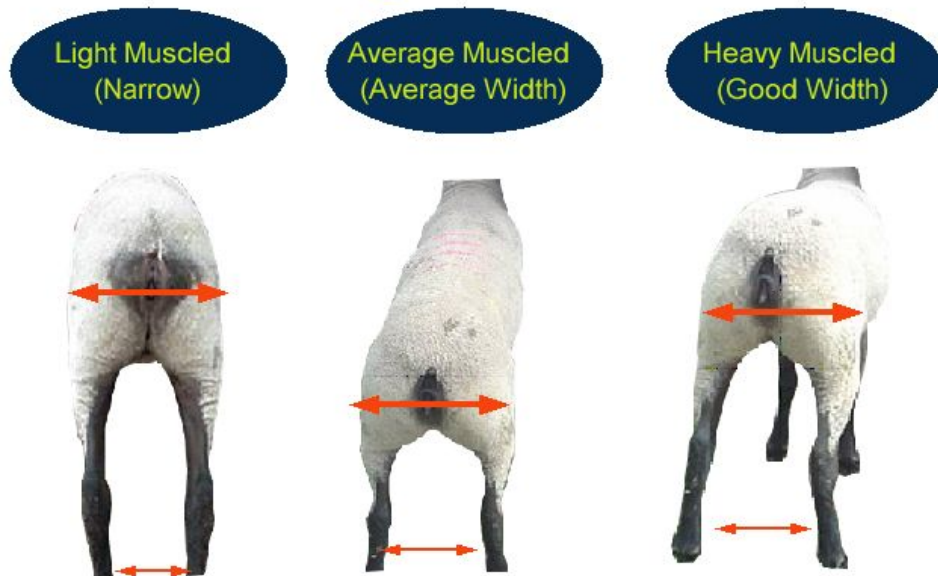 Light Muscled
(Narrow)
Average Muscled
(Average Width)
Heavy Muscled
(Good Width)